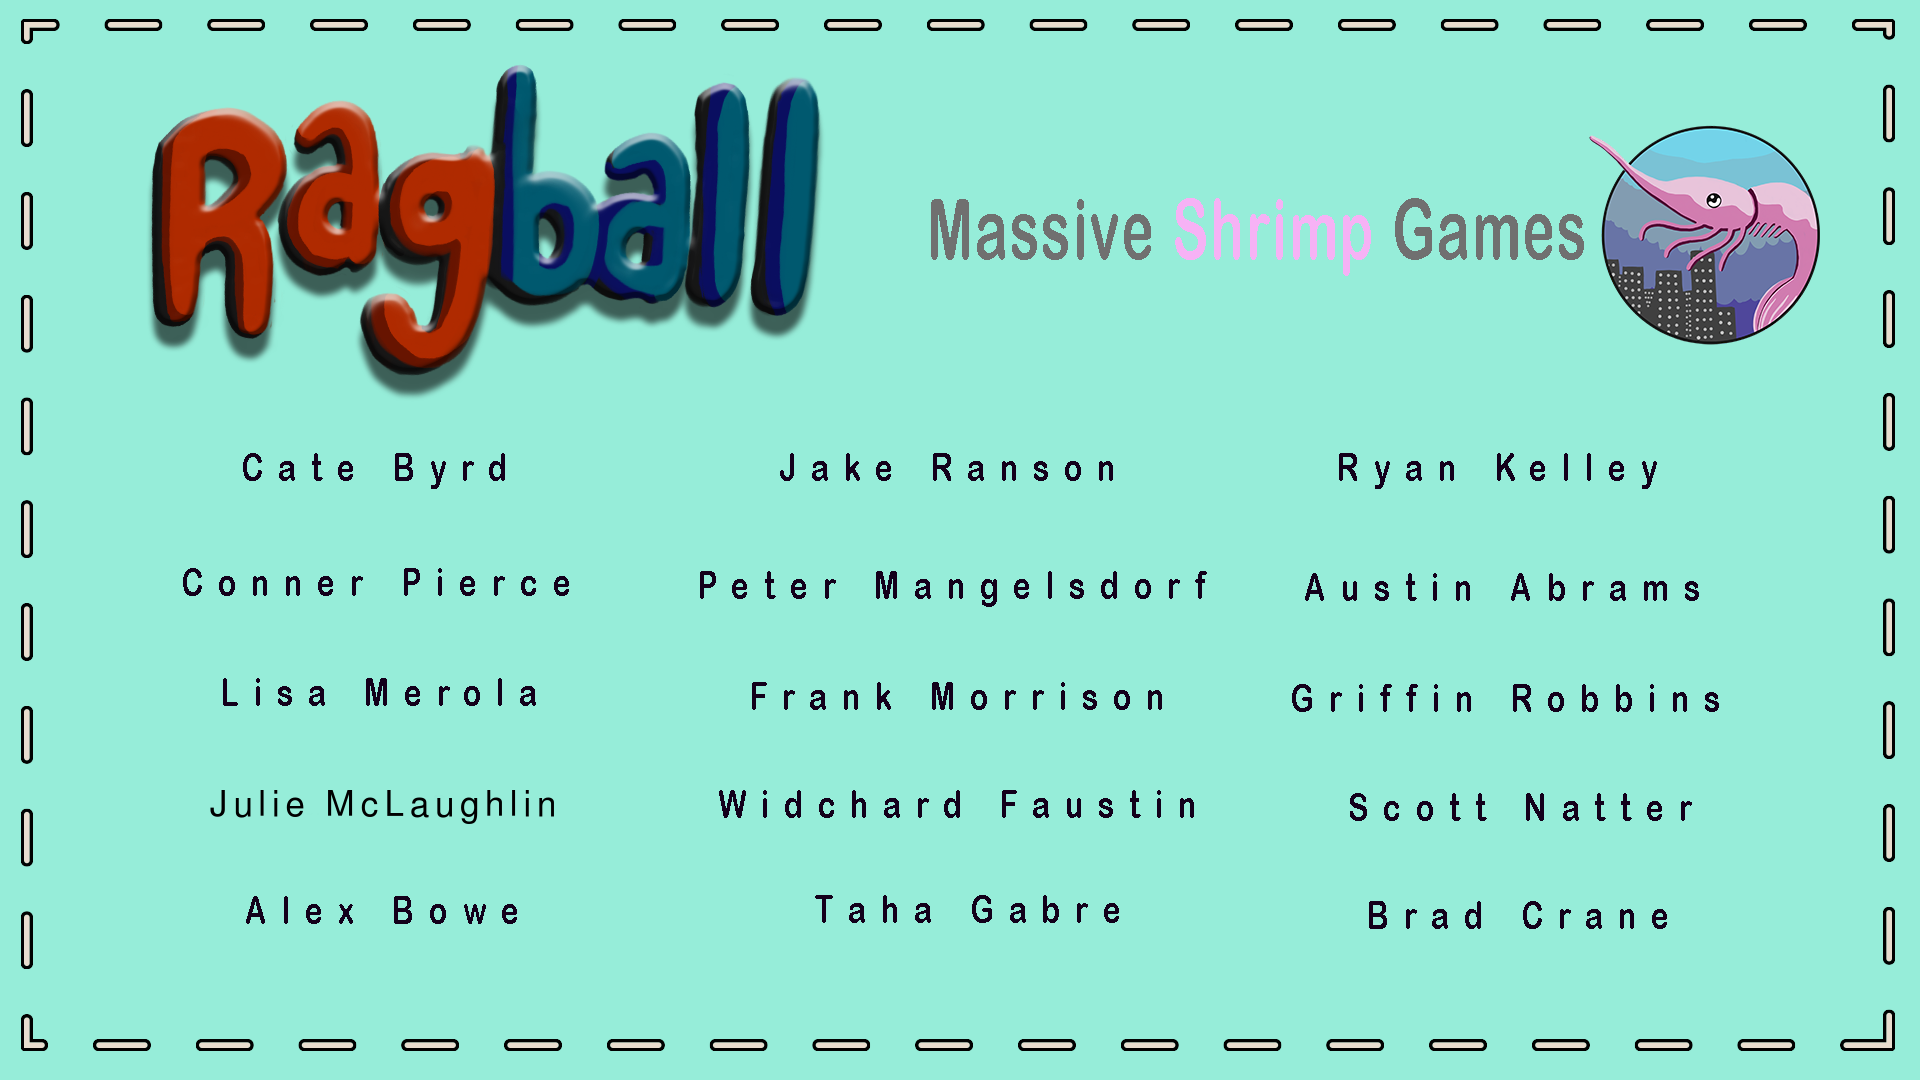 Ragball
Massive Shrimp Games
Cate Byrd
Jake Ranson
Ryan Kelley
Conner Pierce
Peter Mangelsdorf
Austin Abrams
Lisa Merola
Frank Morrison
Griffin Robbins
Julie McLaughlin
Widchard Faustin
Scott Natter
Alex Bowe
Taha Gabre
Brad Crane